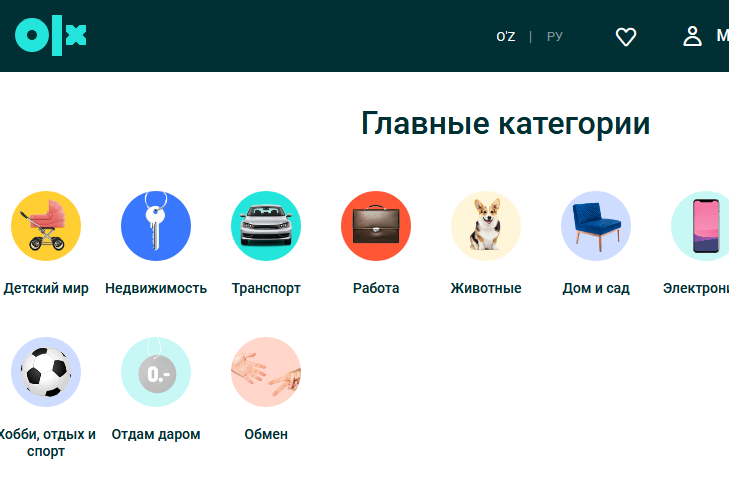 olx
O'Z | РУ
М
Главные категории
Детский мир
Недвижимость
Транспорт
Работа
Животные
Дом и сад
Электрони
0.-
Хобби, отдых и
спорт
Отдам даром
Обмен